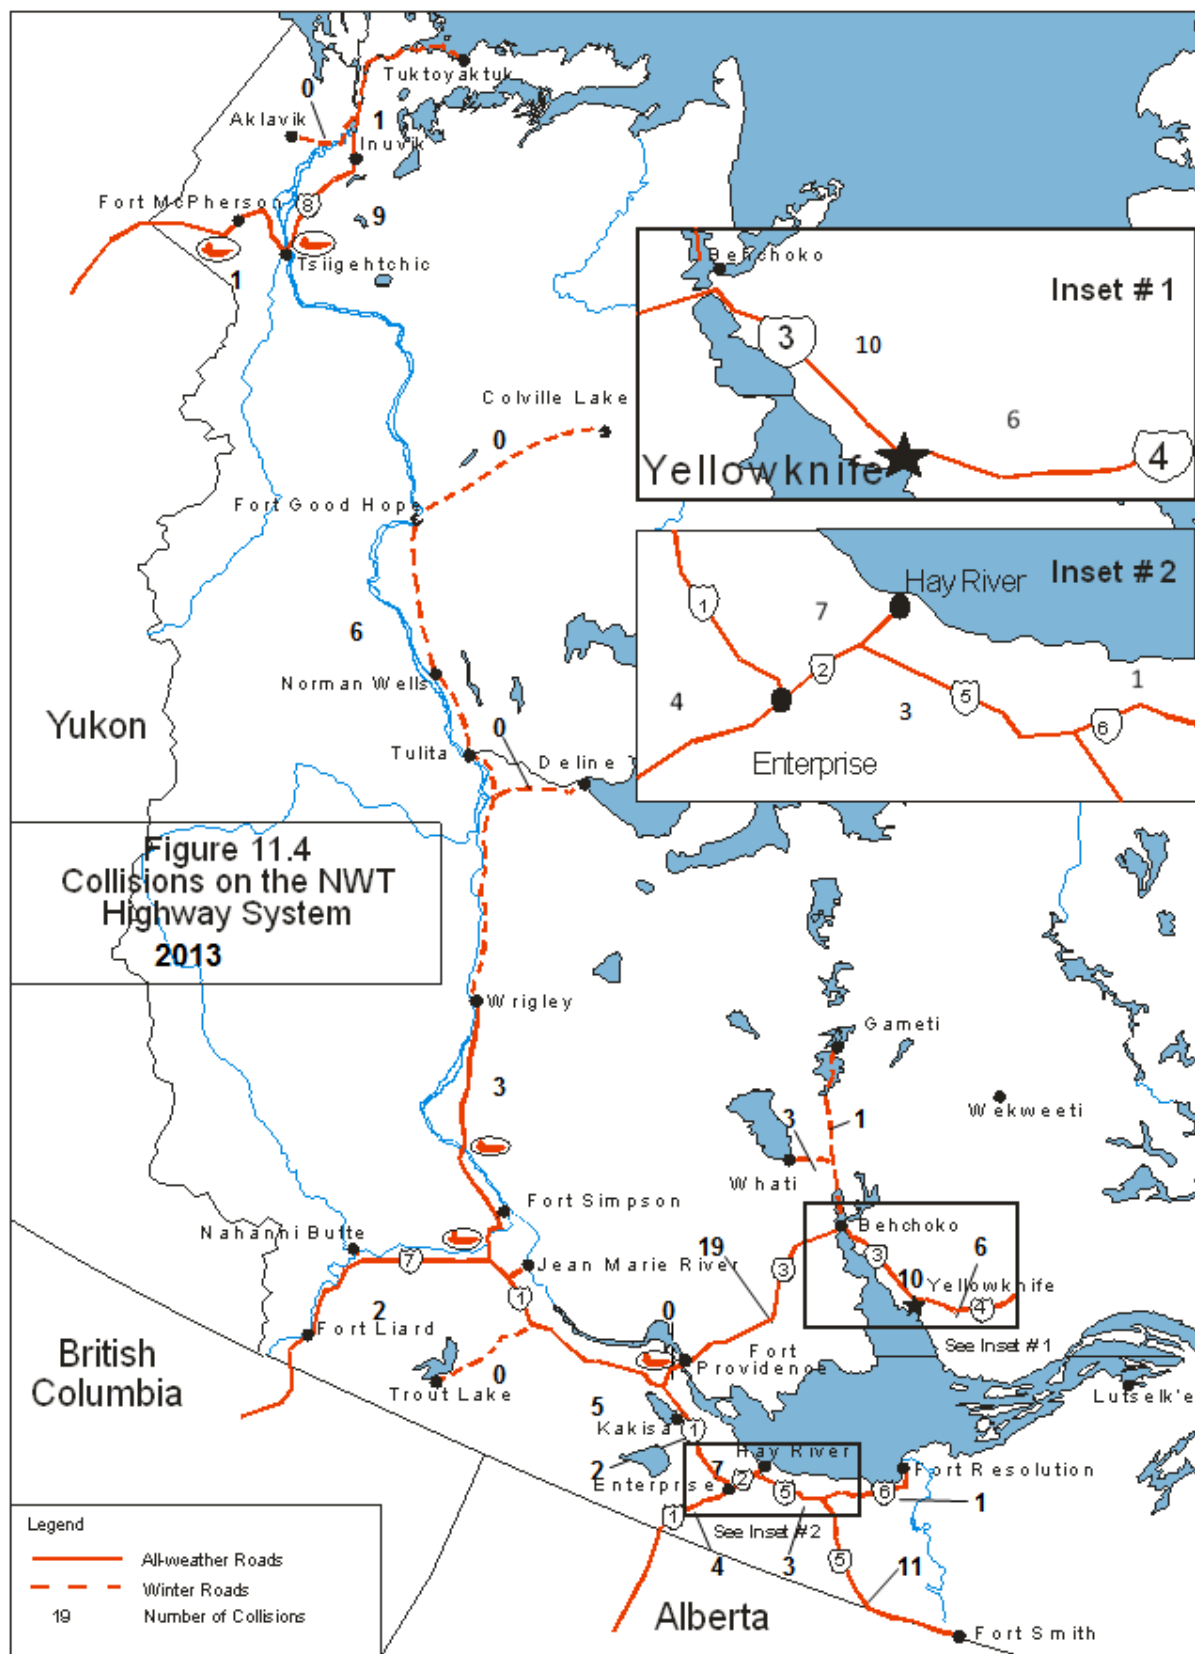 Tuktoyaktuk
0
Aklavik
1
Inuvik
Fort McPherson
8
9
Tsiigehtchic
1
Behchoko
Inset # 1
3
10
6
Yellowknife
4
Colville Lake
0
Fort Good Hope
Hay River
Inset # 2
1
7
2
5
1
4
3
6
Enterprise
6
Norman Wells
Yukon
0
Tulita
Deline
Figure 11.4
Collisions on the NWT
Highway System
2013
Wrigley
Gameti
3
Wekweeti
3
1
Whati
Fort Simpson
Nahanni Butte
Behchoko
7
19
3
3
6
Jean Marie River
10
Yellowknife
1
4
2
0
Fort Liard
See Inset # 1
Fort
Providence
British
Columbia
0
Trout Lake
Lutselk'e
5
Kakisa
1
Hay River
2
7
2
Fort Resolution
Enterprise
5
6
1
1
See Inset # 2
4
3
5
11
Legend
All-weather Roads
Winter Roads
19 Number of Collisions
Alberta
Fort Smith